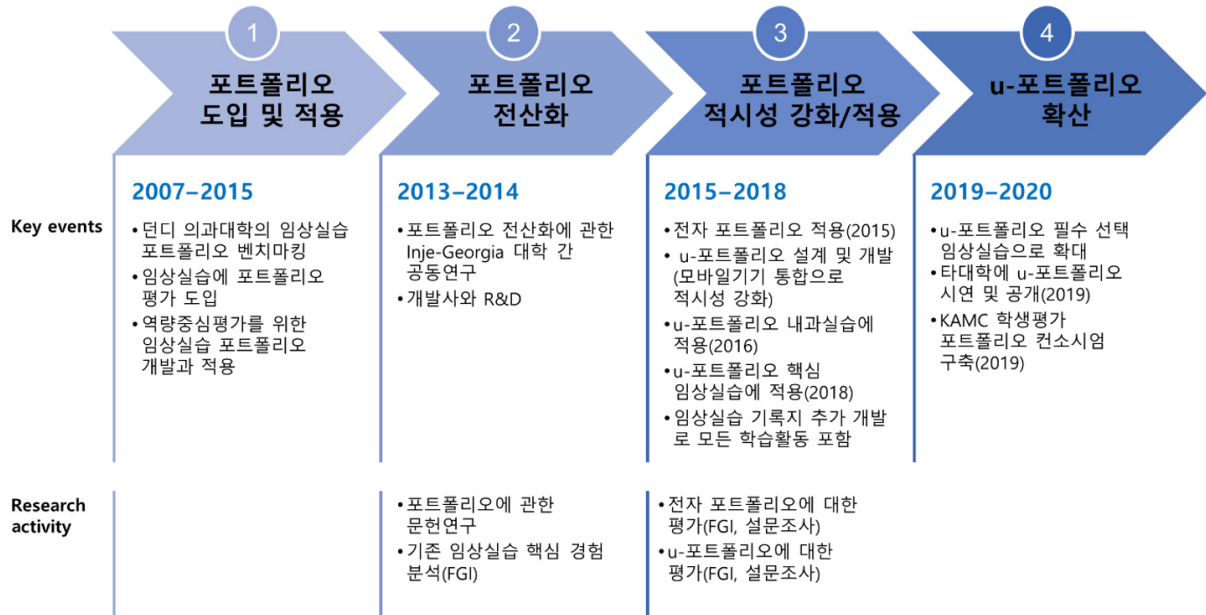 1
포트폴리오
도입 및 적용
2
포트폴리오
전산화
3
포트폴리오
적시성 강화/적용
4
u-포트폴리오
확산
Key events
2007–2015
•던디 의과대학의 임상실습
포트폴리오 벤치마킹
•임상실습에 포트폴리오
평가 도입
•역량중심평가를 위한
임상실습 포트폴리오
개발과 적용
2013–2014
•포트폴리오 전산화에 관한
Inje-Georgia 대학 간
공동연구
•개발사와 R&D
2015–2018
•전자 포트폴리오 적용(2015)
• u-포트폴리오 설계 및 개발
(모바일기기 통합으로
적시성 강화)
•u-포트폴리오 내과실습에
적용(2016)
•u-포트폴리오 핵심
임상실습에 적용(2018)
•임상실습 기록지 추가 개발
로 모든 학습활동 포함
2019–2020
•u-포트폴리오 필수 선택
임상실습으로 확대
•타대학에 u-포트폴리오
시연 및 공개(2019)
•KAMC 학생평가
포트폴리오 컨소시엄
구축(2019)
Research
activity
•포트폴리오에 관한
문헌연구
•기존 임상실습 핵심 경험
분석(FGI)
•전자 포트폴리오에 대한
평가(FGI, 설문조사)
•u-포트폴리오에 대한
평가(FGI, 설문조사)